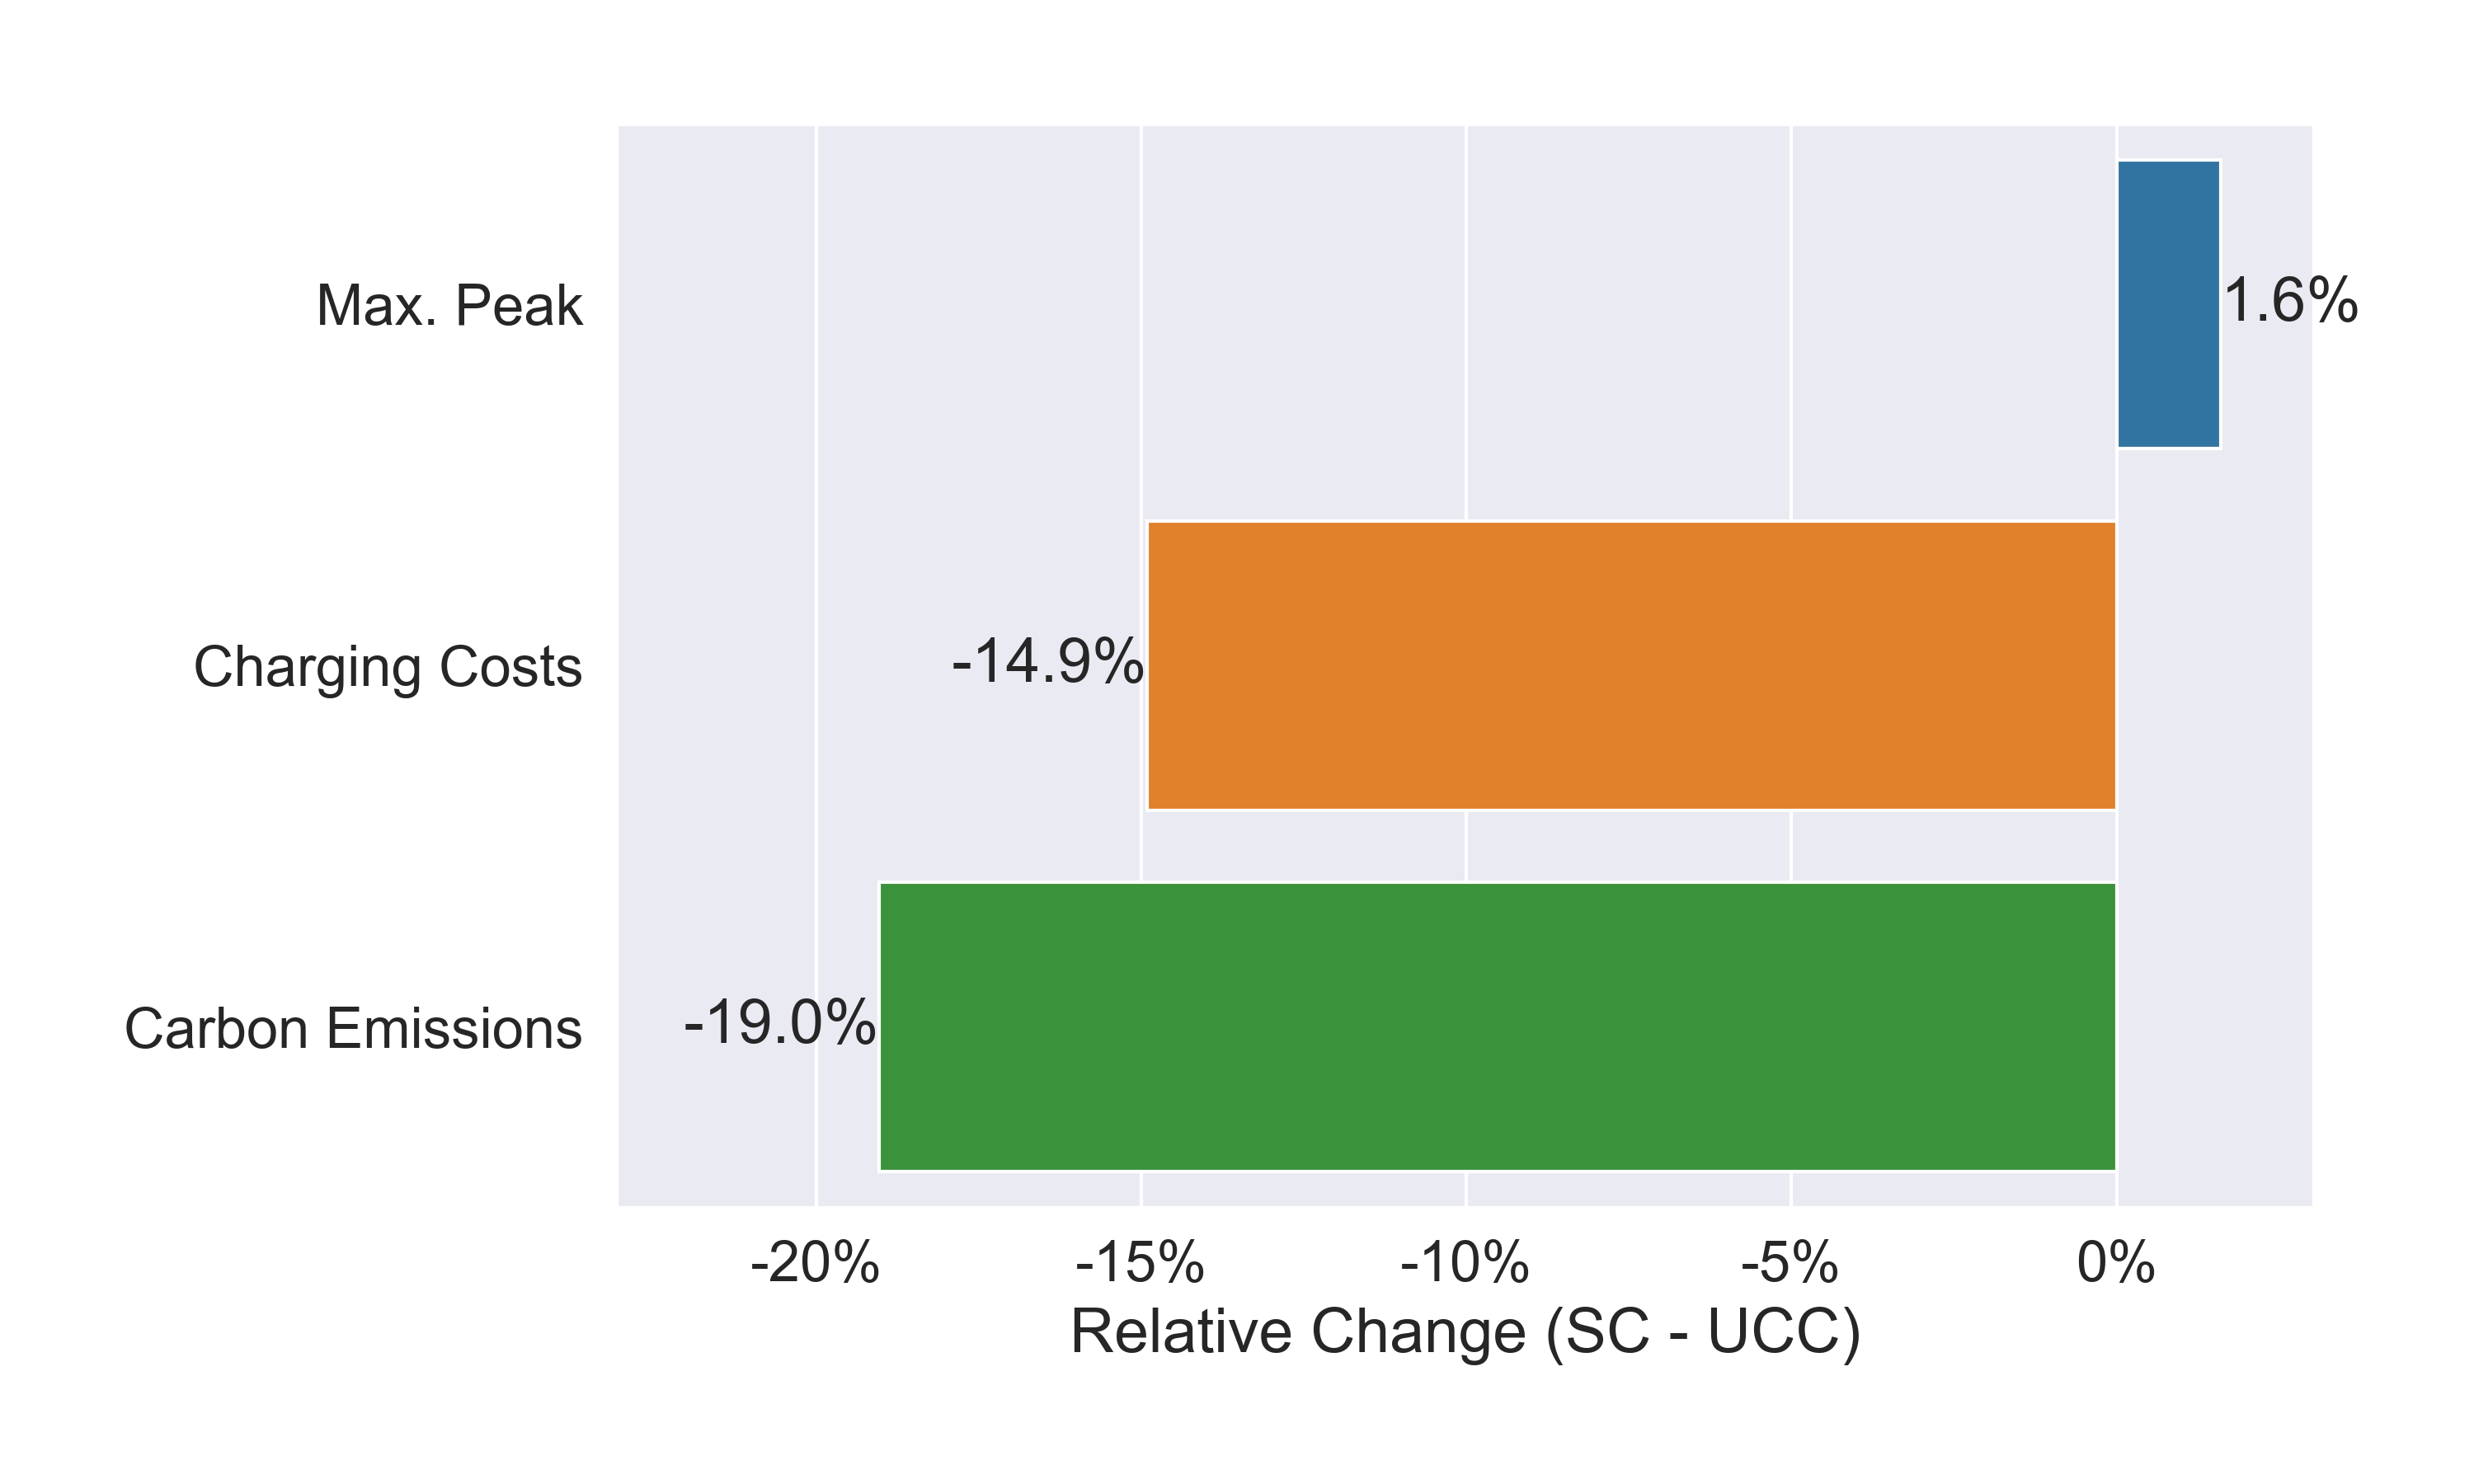 Max. Peak
1.6%
Charging Costs
-14.9%
Carbon Emissions
-19.0%
-20%
-15%
-10%
-5%
0%
Relative Change (SC - UCC)